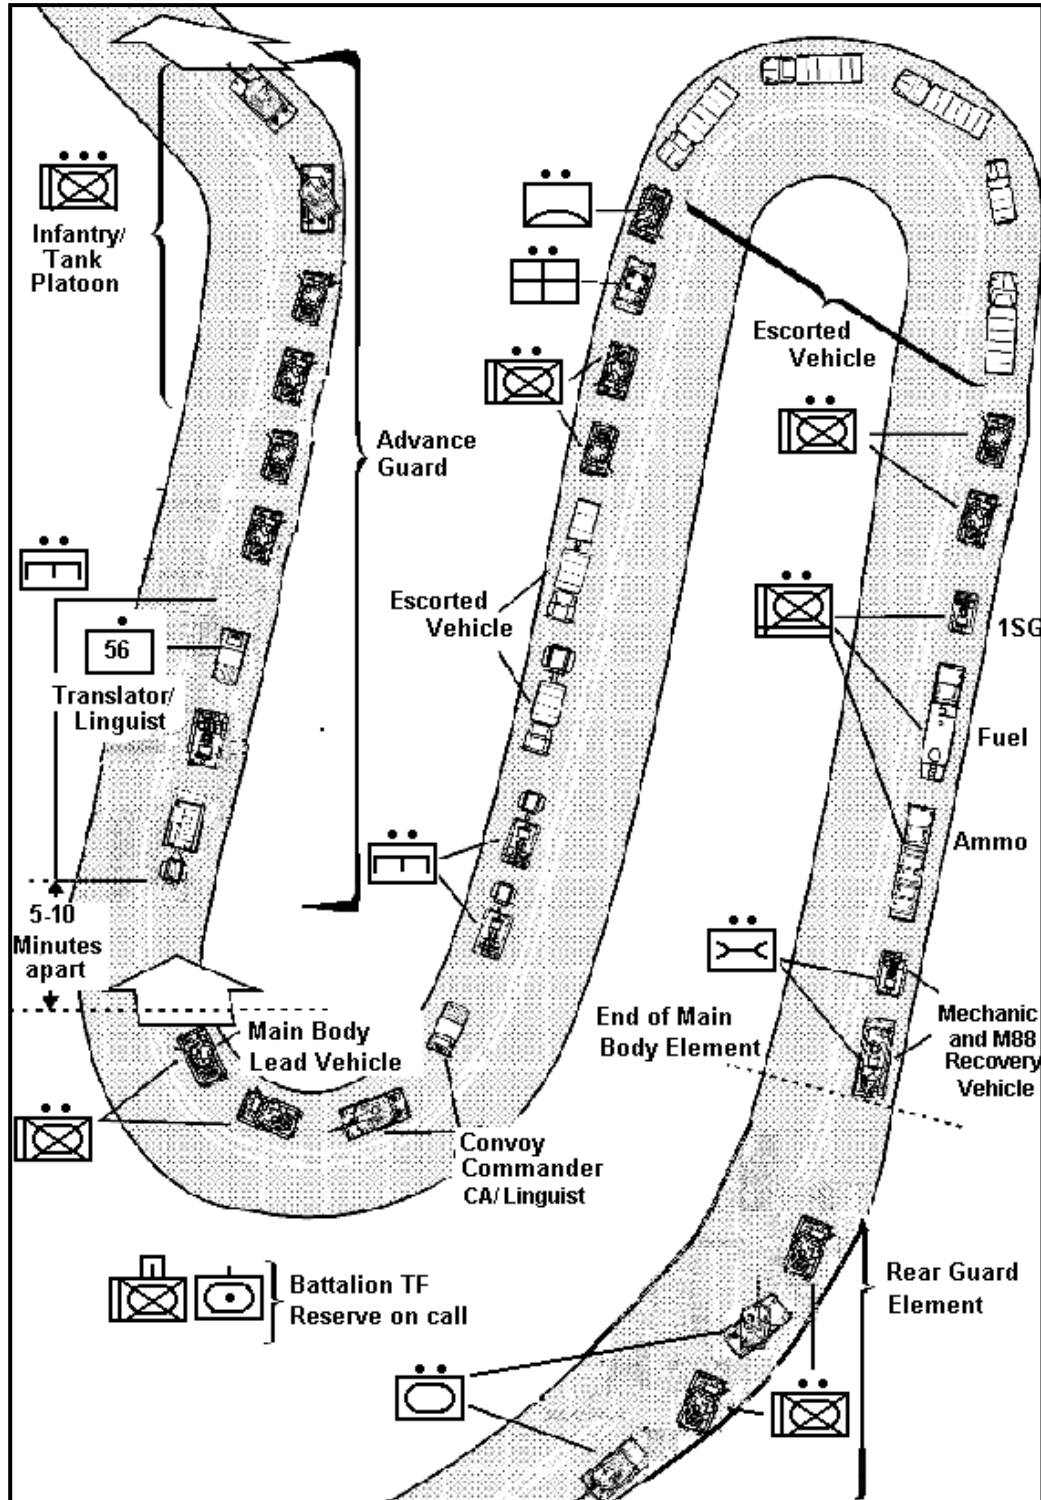 Infantry/
Tank
Platoon
Advance
Guard
56
Translator/
Linguist
5-10
Minutes
apart
Main Body
Lead Vehicle
Convoy
Commander
CA/ Linguist
Escorted
Vehicle
Escorted
Vehicle
1SG
Fuel
Ammo
Mechanic
and M88
Recovery
Vehicle
End of Main
Body Element
Rear Guard
Element
Battalion TF
Reserve on call